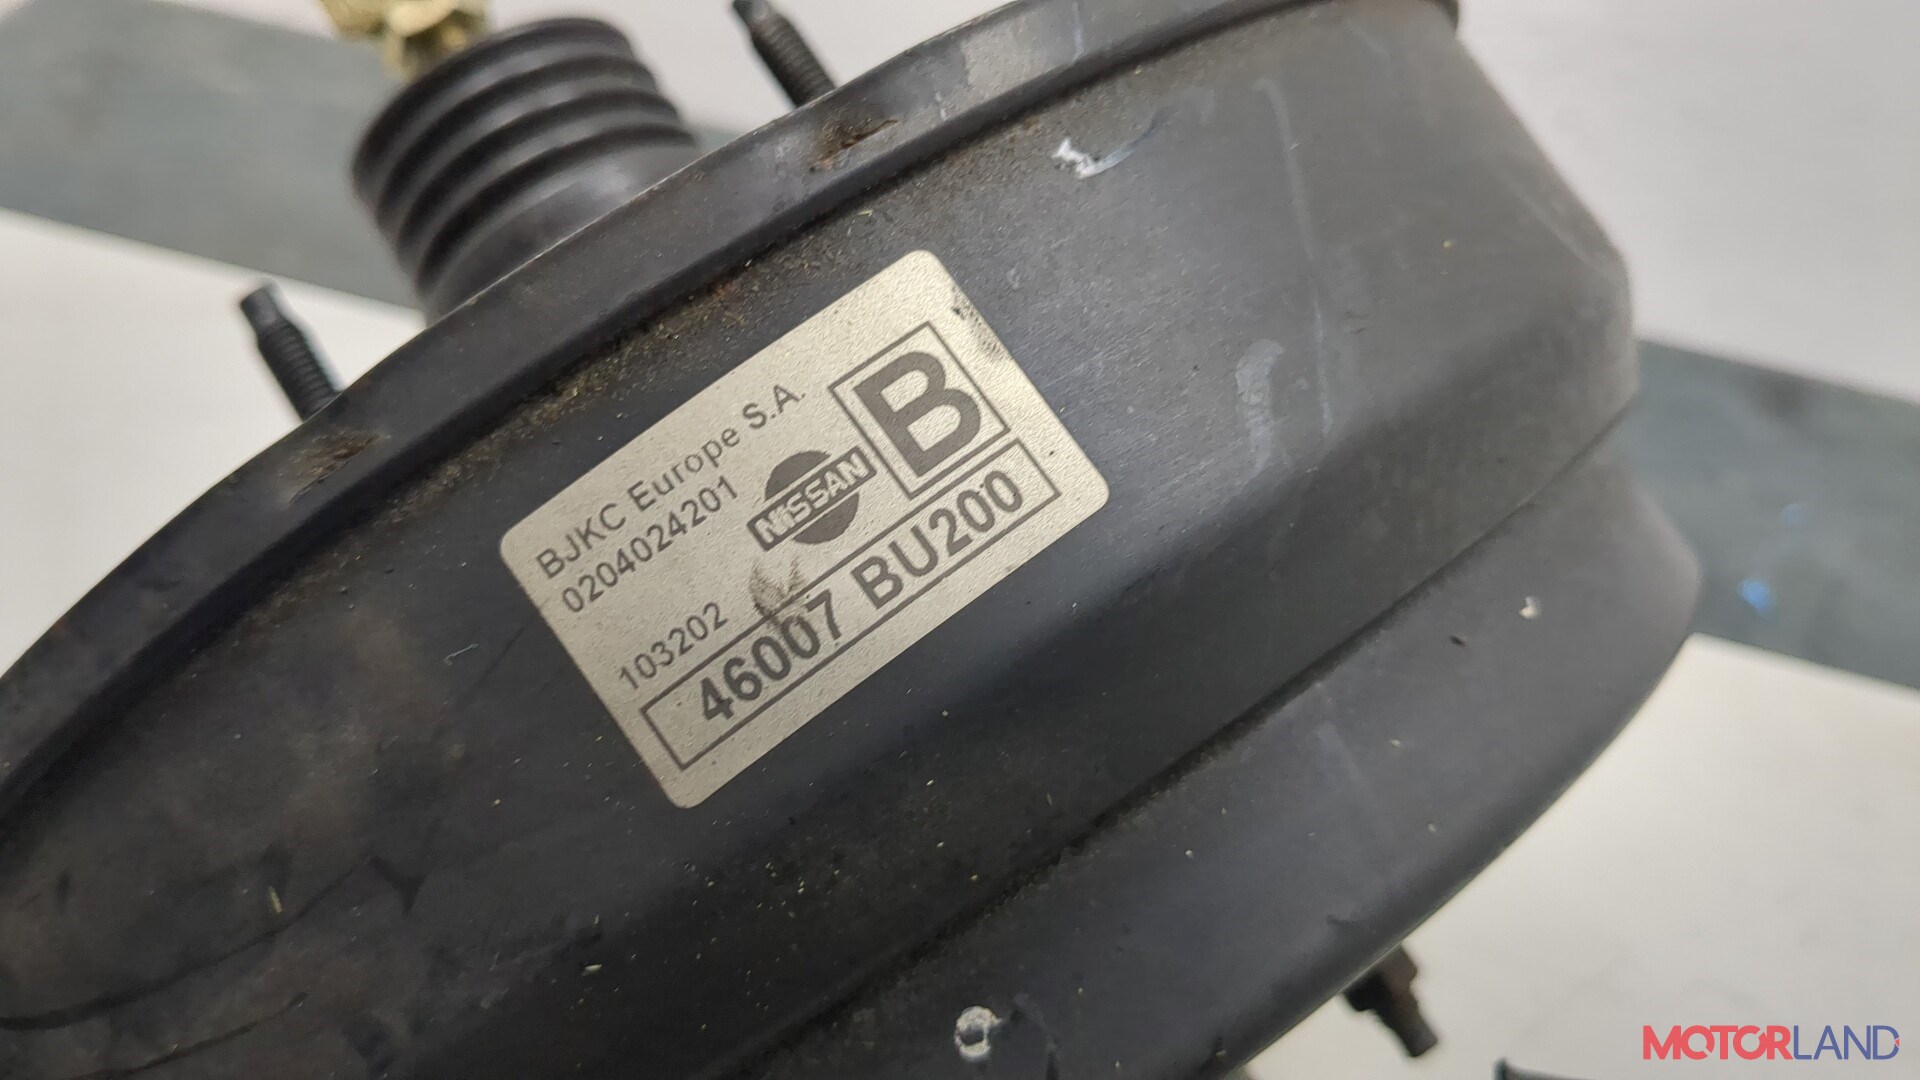 BJKC Europe S.A.
0204024201
NISSAN
B
103202
46007 BU200
MOTORLAND